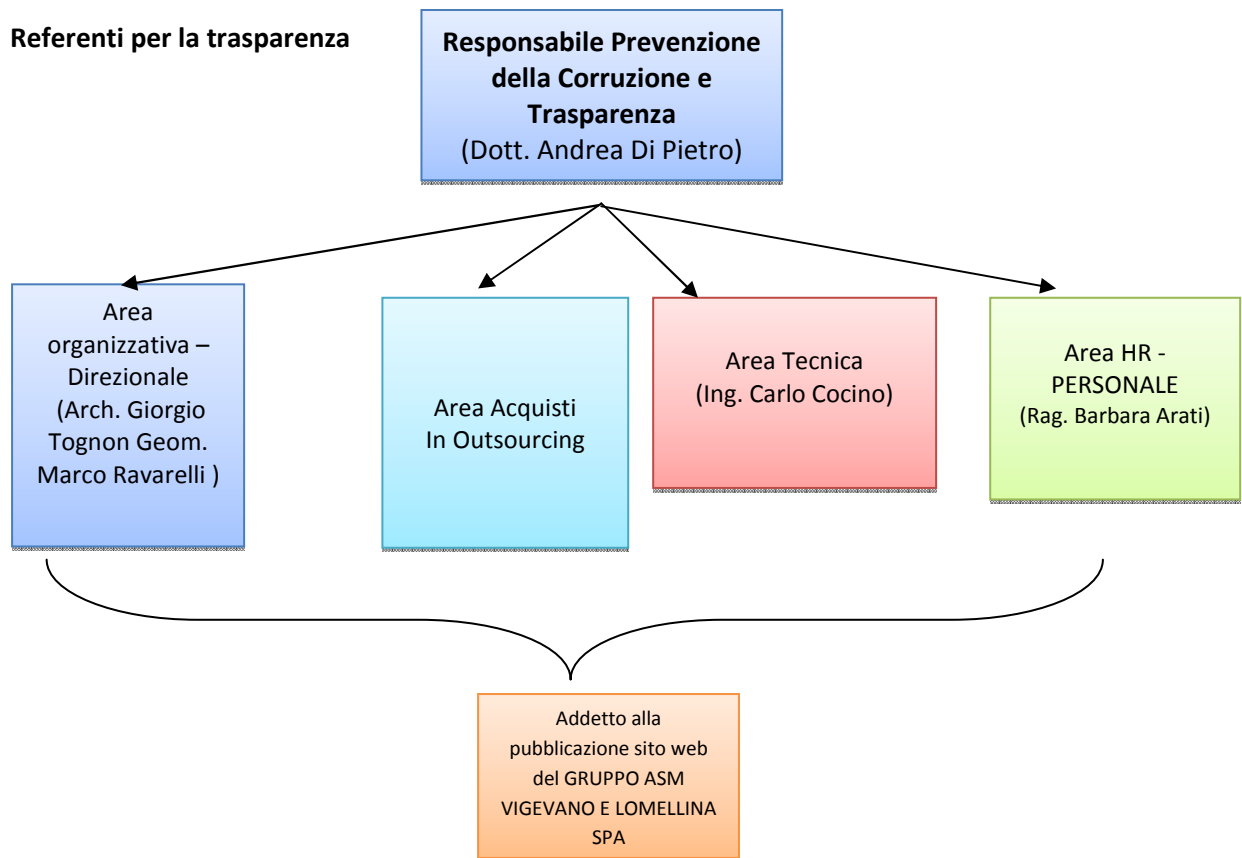 Referenti per la trasparenza
Responsabile Prevenzione
della Corruzione e
Trasparenza
(Dott. Andrea Di Pietro)
Area
organizzativa –
Direzionale
(Arch. Giorgio
Tognon Geom.
Marco Ravarelli )
Area Acquisti
In Outsourcing
Area Tecnica
(Ing. Carlo Cocino)
Area HR -
PERSONALE
(Rag. Barbara Arati)
Addetto alla
pubblicazione sito web
del GRUPPO ASM
VIGEVANO E LOMELLINA
SPA